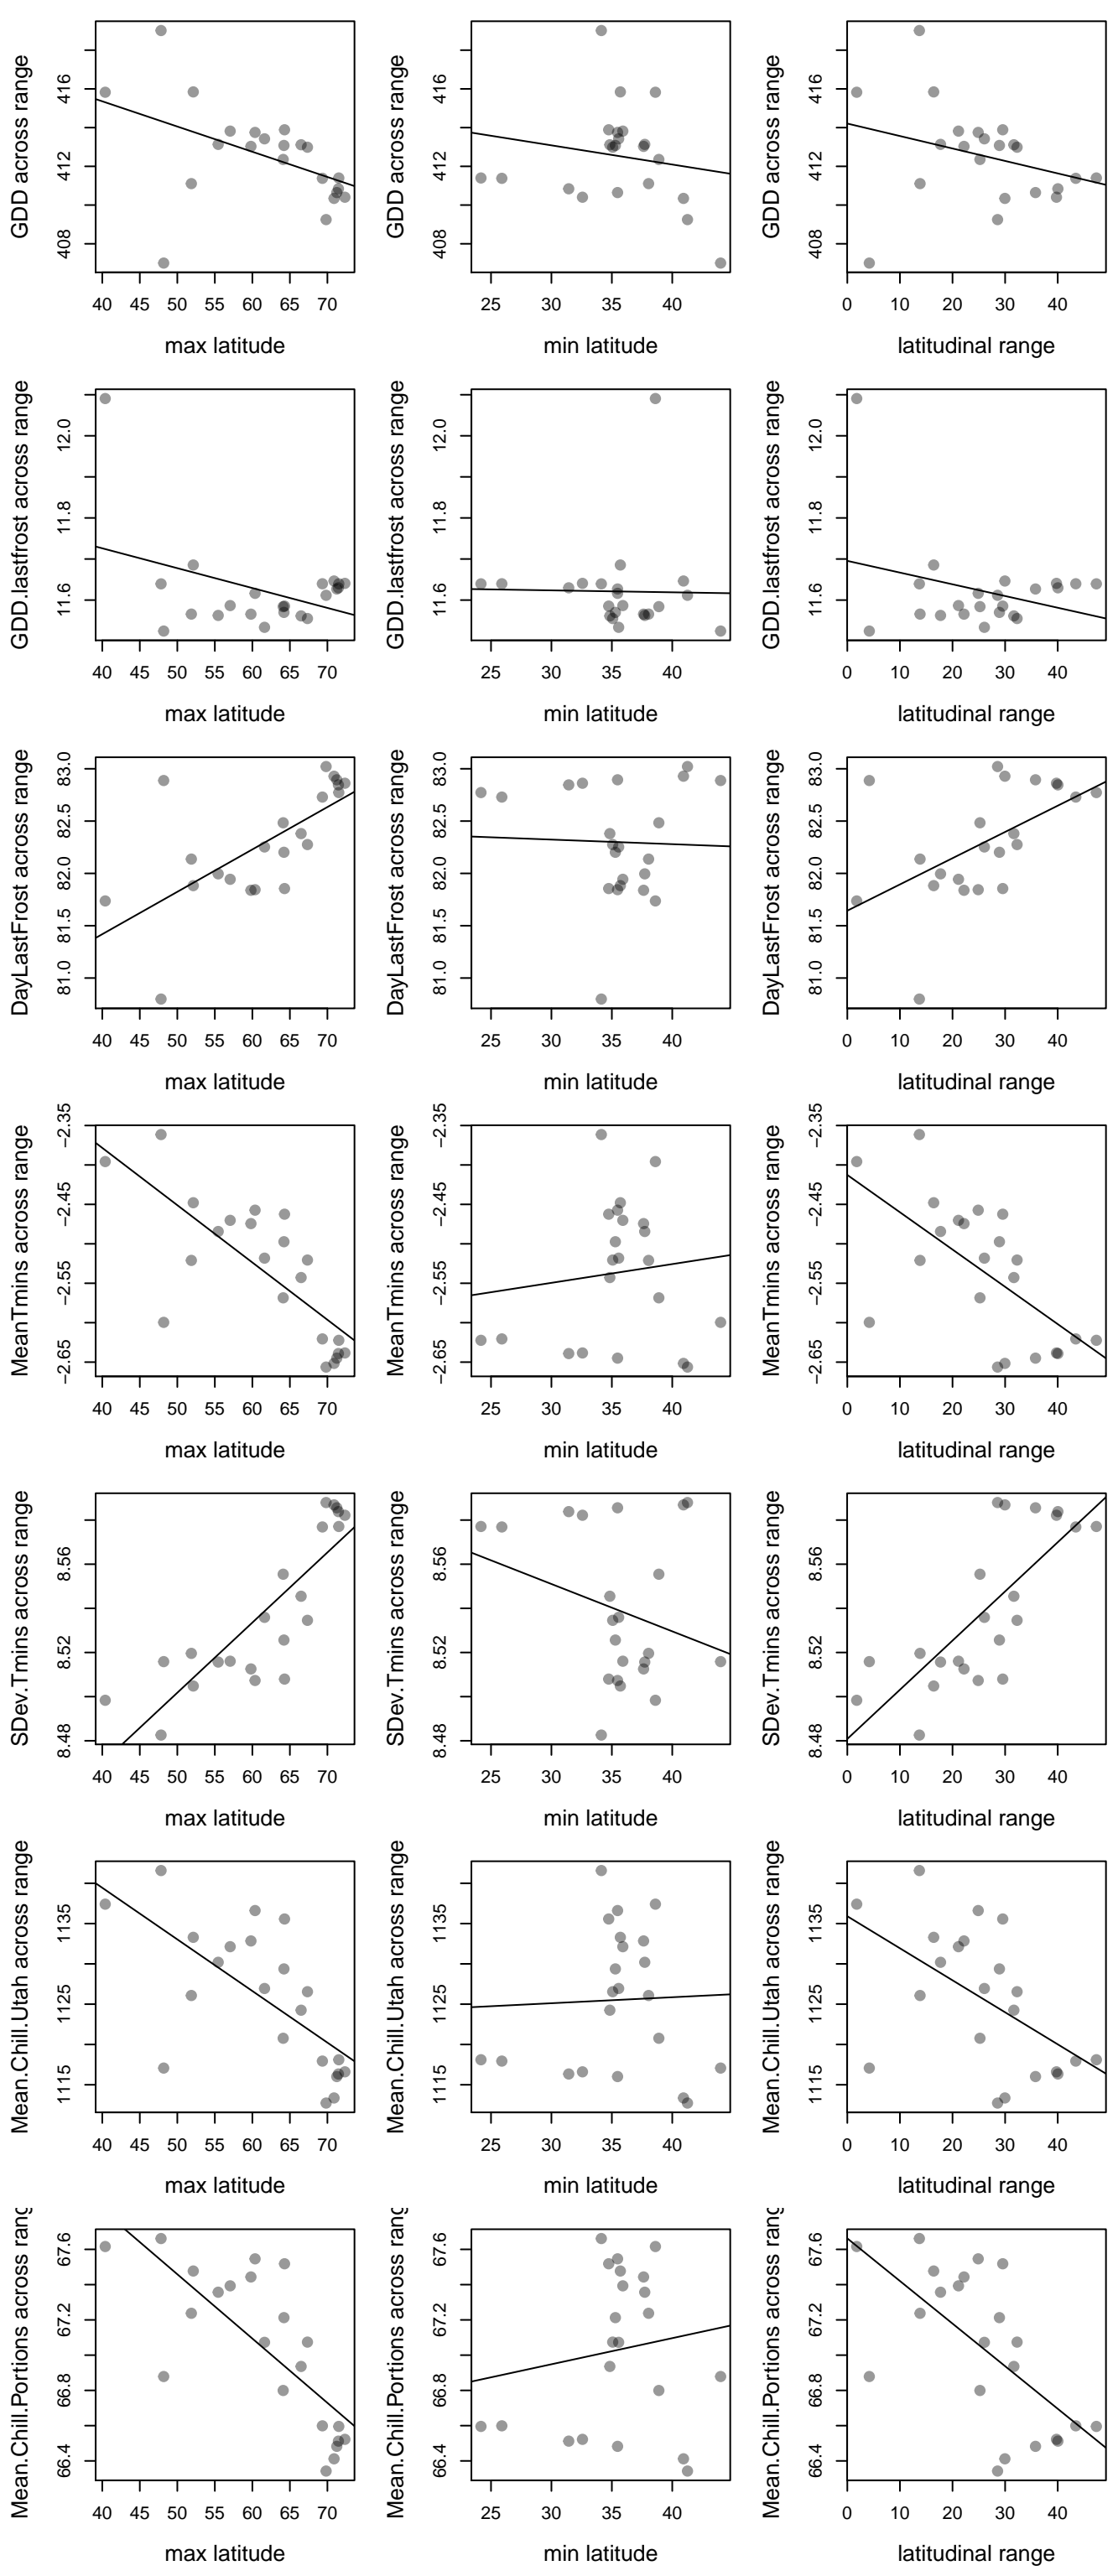 GDD across range
408 412 416
40 45 50 55 60 65 70
max latitude
GDD across range
408 412 416
25 30 35 40
min latitude
GDD across range
408 412 416
0 10 20 30 40
latitudinal range
GDD.lastfrost across range
11.6 11.8 12.0
40 45 50 55 60 65 70
max latitude
GDD.lastfrost across range
11.6 11.8 12.0
25 30 35 40
min latitude
GDD.lastfrost across range
11.6 11.8 12.0
0 10 20 30 40
latitudinal range
DayLastFrost across range
81.0 81.5 82.0 82.5 83.0
40 45 50 55 60 65 70
max latitude
DayLastFrost across range
81.0 81.5 82.0 82.5 83.0
25 30 35 40
min latitude
DayLastFrost across range
81.0 81.5 82.0 82.5 83.0
0 10 20 30 40
latitudinal range
MeanTmins across range
−2.65 −2.55 −2.45 −2.35
40 45 50 55 60 65 70
max latitude
MeanTmins across range
−2.65 −2.55 −2.45 −2.35
25 30 35 40
min latitude
MeanTmins across range
−2.65 −2.55 −2.45 −2.35
0 10 20 30 40
latitudinal range
SDev.Tmins across range
8.48 8.52 8.56
40 45 50 55 60 65 70
max latitude
SDev.Tmins across range
8.48 8.52 8.56
25 30 35 40
min latitude
SDev.Tmins across range
8.48 8.52 8.56
0 10 20 30 40
latitudinal range
Mean.Chill.Utah across range
1115 1125 1135
40 45 50 55 60 65 70
max latitude
Mean.Chill.Utah across range
1115 1125 1135
25 30 35 40
min latitude
Mean.Chill.Utah across range
1115 1125 1135
0 10 20 30 40
latitudinal range
Mean.Chill.Portions across rang
66.4 66.8 67.2 67.6
40 45 50 55 60 65 70
max latitude
Mean.Chill.Portions across rang
66.4 66.8 67.2 67.6
25 30 35 40
min latitude
Mean.Chill.Portions across rang
66.4 66.8 67.2 67.6
0 10 20 30 40
latitudinal range